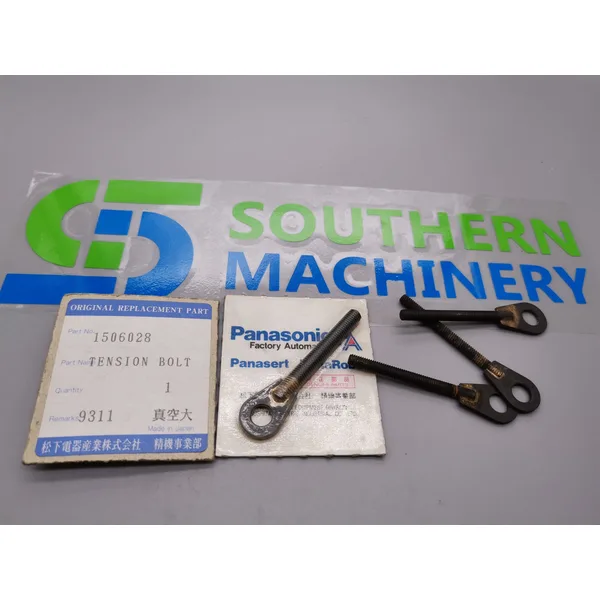 SOUTHERN
MACHINERY
ORIGINAL REPLACEMENT PART
Part No. 1506028
Part Name TENSION BOLT
Quantity 1
Remarks 9311 真空大
Made in Japan
松下電器産業株式会社 精機事業部
Panasonic
Factory Automa
Panasert